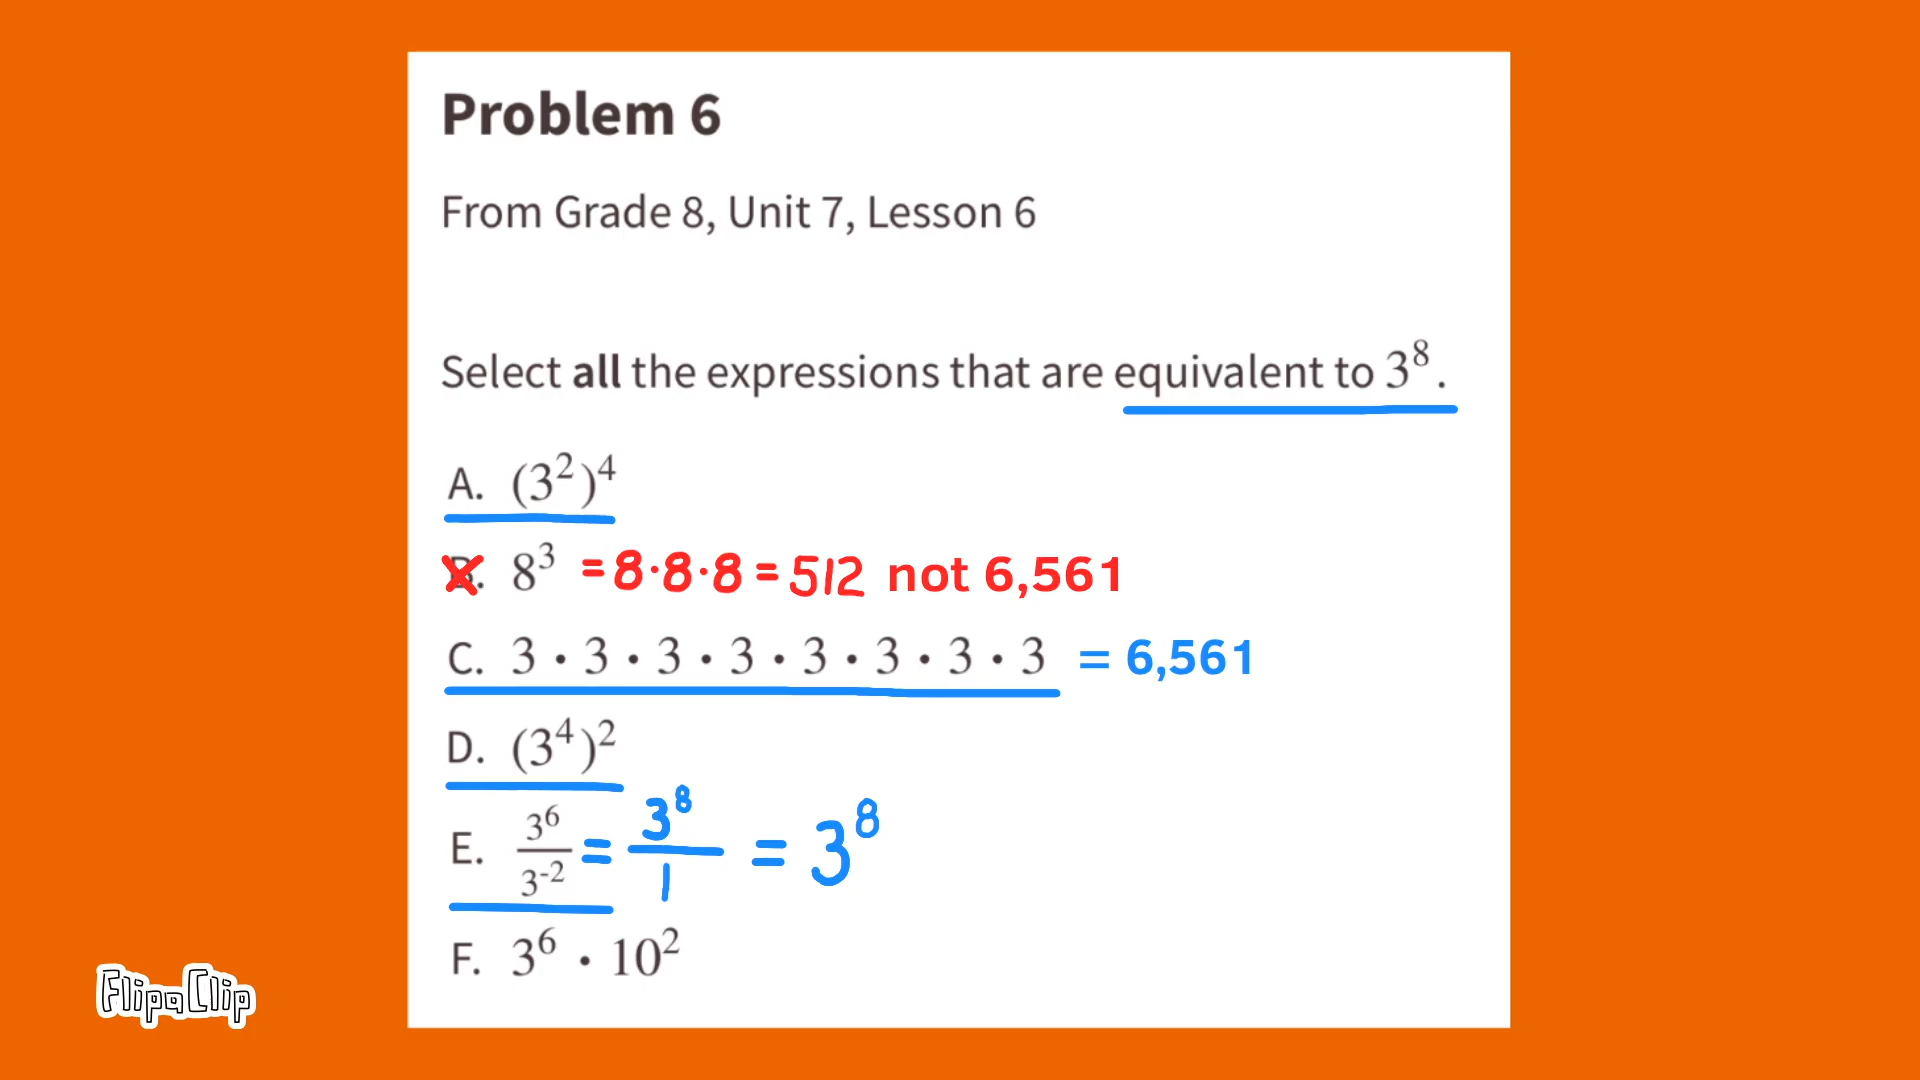 Problem 6
From Grade 8, Unit 7, Lesson 6
Select all the expressions that are equivalent to 3⁸.
A. (3²)⁴
B. 8³ = 8·8·8 = 512 not 6,561
C. 3 · 3 · 3 · 3 · 3 · 3 · 3 · 3 = 6,561
D. (3⁴)²
E. 3⁶/3⁻² = 3⁸/1 = 3⁸
F. 3⁶ · 10²
FlipaClip